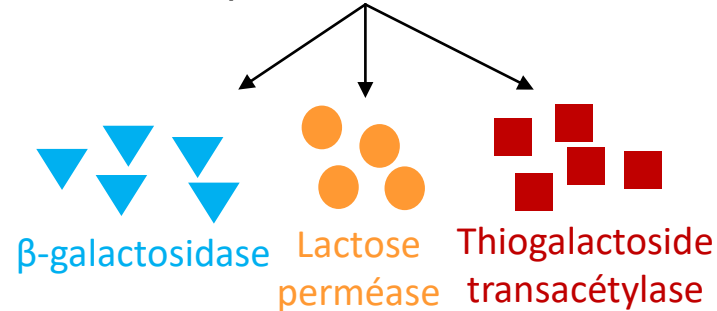 β-galactosidase
Lactose
perméase
Thiogalactoside
transacétylase